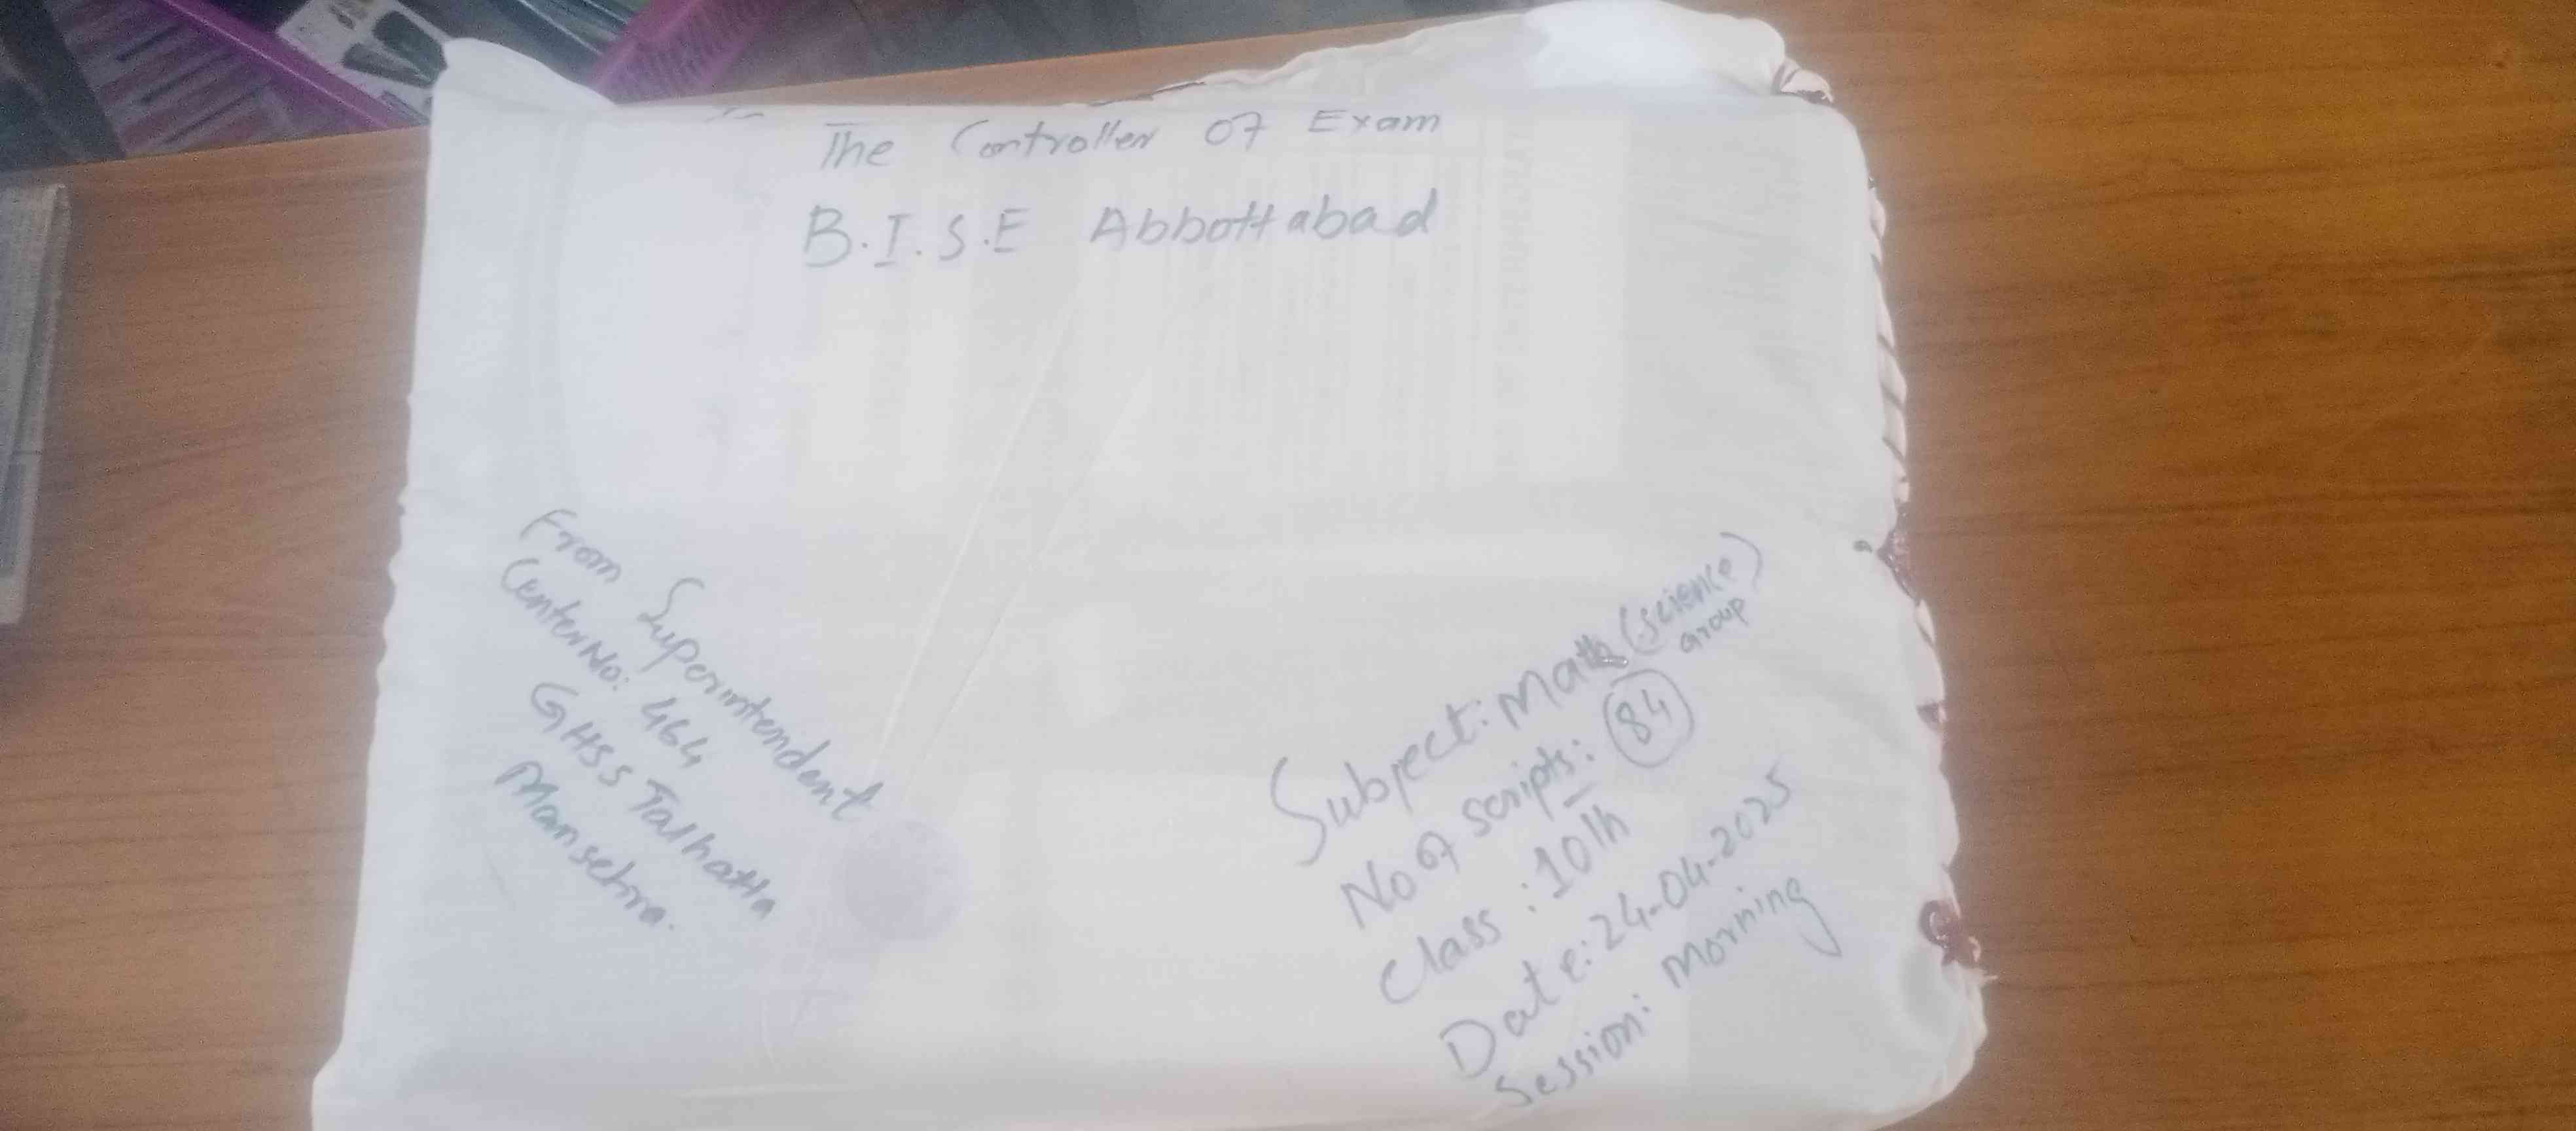 The Controller Of Exam
B.I.S.E Abbottabad
From Superintendent
Center No: 464
GHSS Talhatta
Mansehra.
Subject: Math (science group)
No of scripts: 84
Class: 10th
Date: 24-04-2025
Session: Morning